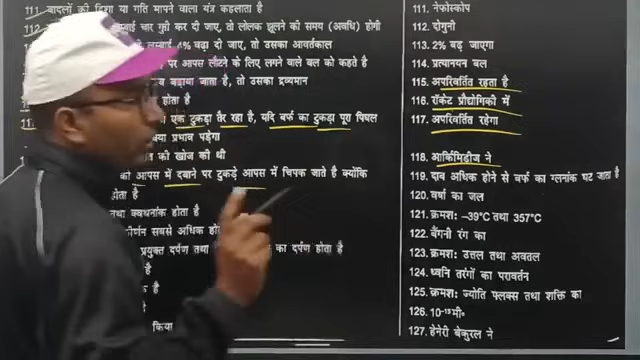 111. बादलों की दिशा या गति मापने वाला यंत्र कहलाता है
लम्बाई चार गुनी कर दी जाए, तो लोलक झूलने की समय (अवधि) होगी
लम्बाई 4% बढ़ा दी जाए, तो उसका आवर्तकाल
पर आपस लौटने के लिए लगने वाले बल को कहते है
बढ़ाया जाता है, तो उसका द्रव्यमान
होता है
एक टुकड़ा तैर रहा है, यदि बर्फ का टुकड़ा पूरा पिघल
क्या प्रभाव पड़ेगा
की खोज की थी
को आपस में दबाने पर टुकड़े आपस में चिपक जाते है क्योंकि
होता है
तथा क्वथनांक होता है
सबसे अधिक होता
प्रयुक्त दर्पण तथा का दर्पण होता है
है
है
किया
111. नेफोस्कोप
112. दोगुनी
113. 2% बढ़ जाएगा
114. प्रत्यानयन बल
115. अपरिवर्तित रहता है
116. रॉकेट प्रौद्योगिकी में
117. अपरिवर्तित रहेगा
118. आर्किमिडीज ने
119. दाब अधिक होने से बर्फ का गलनांक घट जाता है
120. वर्षा का जल
121. क्रमश: –39°C तथा 357°C
122. बैंगनी रंग का
123. क्रमश: उत्तल तथा अवतल
124. ध्वनि तरंगों का परावर्तन
125. क्रमश: ज्योति फ्लक्स तथा शक्ति का
126. 10⁻¹⁵मी०
127. हेनेरी बेकुरल ने